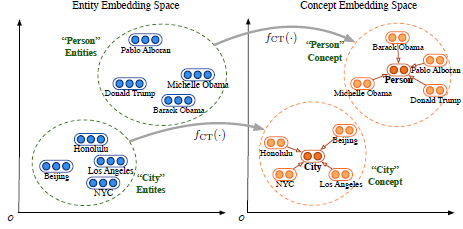 Entity Embedding Space
Concept Embedding Space
"Person"
Entities
Pablo Alboran
Donald Trump
Michelle Obama
Barack Obama
f_CT(·)
"Person"
Concept
Barack Obama
Pablo Alboran
Person
Michelle Obama
Donald Trump
Honolulu
Los Angeles
Beijing
NYC
"City"
Entites
f_CT(·)
Honolulu
Beijing
City
NYC
Los Angeles
"City"
Concept
o
o